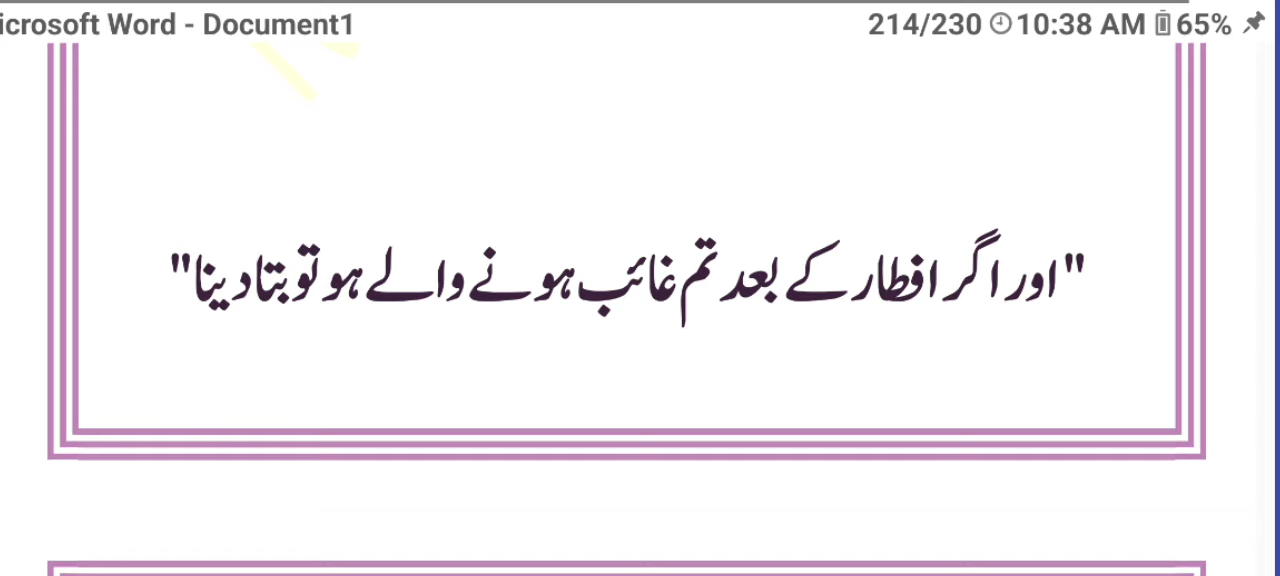 icrosoft Word - Document1 214/230 10:38 AM 65%
"اور اگر افطار کے بعد تم غائب ہونے والے ہو تو بتا دینا"